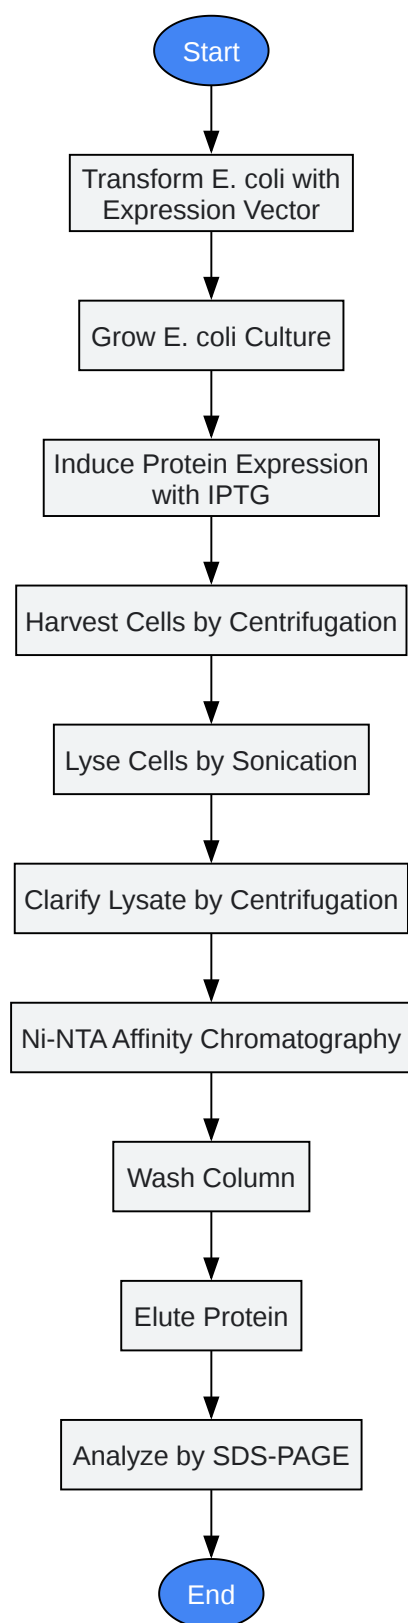 Start
Transform E. coli with
Expression Vector
Grow E. coli Culture
Induce Protein Expression
with IPTG
Harvest Cells by Centrifugation
Lyse Cells by Sonication
Clarify Lysate by Centrifugation
Ni-NTA Affinity Chromatography
Wash Column
Elute Protein
Analyze by SDS-PAGE
End